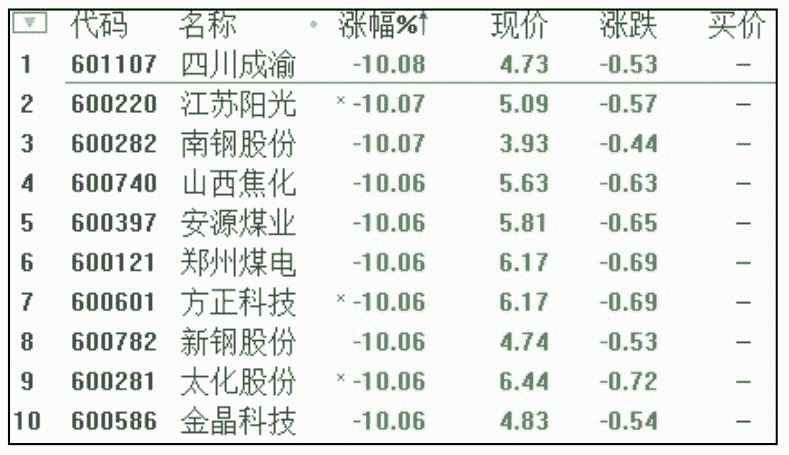 代码 名称 涨幅%↑ 现价 涨跌 买价
1 601107 四川成渝 -10.08 4.73 -0.53 —
2 600220 江苏阳光 × -10.07 5.09 -0.57 —
3 600282 南钢股份 -10.07 3.93 -0.44 —
4 600740 山西焦化 -10.06 5.63 -0.63 —
5 600397 安源煤业 -10.06 5.81 -0.65 —
6 600121 郑州煤电 -10.06 6.17 -0.69 —
7 600601 方正科技 × -10.06 6.17 -0.69 —
8 600782 新钢股份 -10.06 4.74 -0.53 —
9 600281 太化股份 × -10.06 6.44 -0.72 —
10 600586 金晶科技 -10.06 4.83 -0.54 —